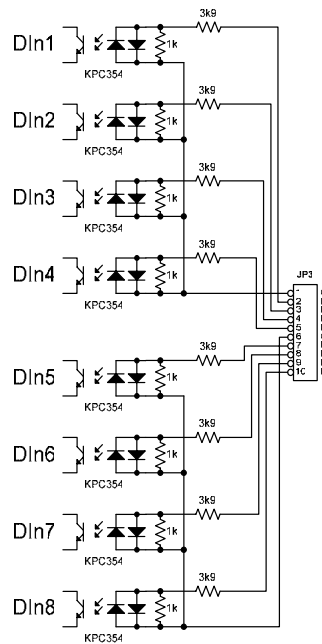 3k9
DIn1
1k
KPC354
3k9
DIn2
1k
KPC354
3k9
DIn3
1k
KPC354
3k9
DIn4
1k
KPC354
JP3
1
2
3
4
5
6
7
8
9
10
3k9
DIn5
1k
KPC354
3k9
DIn6
1k
KPC354
3k9
DIn7
1k
KPC354
3k9
DIn8
1k
KPC354